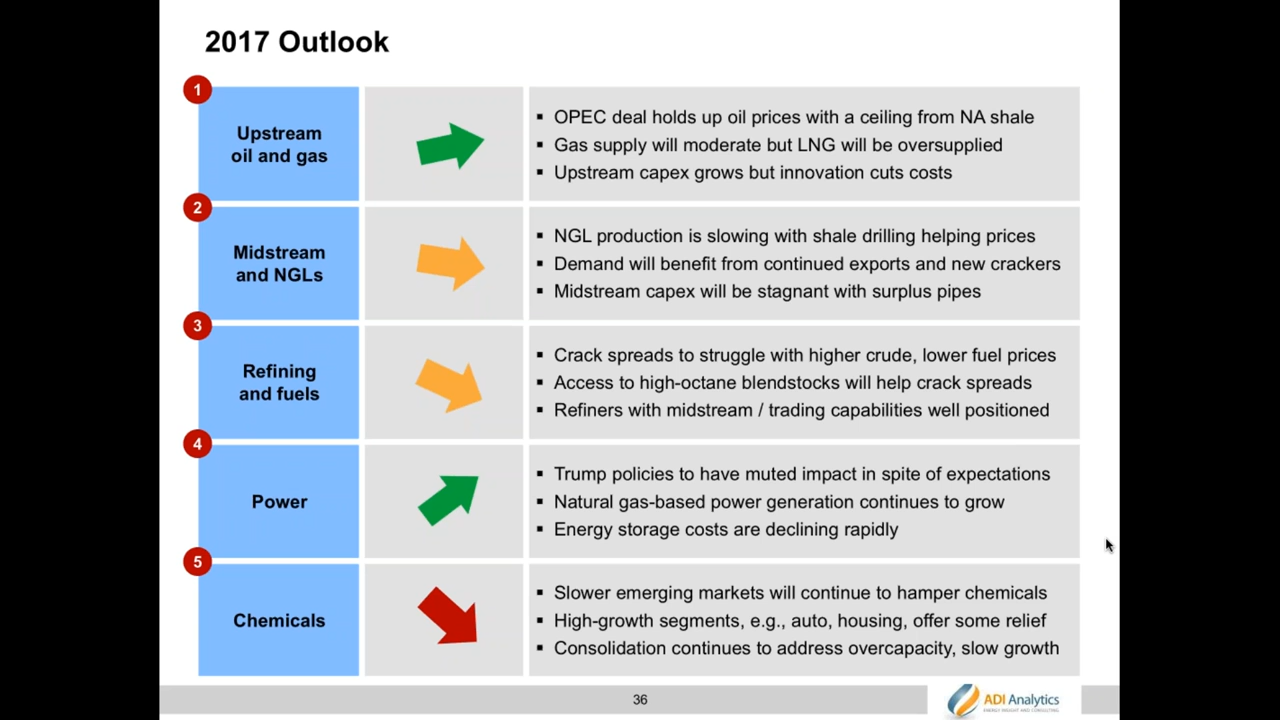 2017 Outlook
1
Upstream
oil and gas
▪ OPEC deal holds up oil prices with a ceiling from NA shale
▪ Gas supply will moderate but LNG will be oversupplied
▪ Upstream capex grows but innovation cuts costs
2
Midstream
and NGLs
▪ NGL production is slowing with shale drilling helping prices
▪ Demand will benefit from continued exports and new crackers
▪ Midstream capex will be stagnant with surplus pipes
3
Refining
and fuels
▪ Crack spreads to struggle with higher crude, lower fuel prices
▪ Access to high-octane blendstocks will help crack spreads
▪ Refiners with midstream / trading capabilities well positioned
4
Power
▪ Trump policies to have muted impact in spite of expectations
▪ Natural gas-based power generation continues to grow
▪ Energy storage costs are declining rapidly
5
Chemicals
▪ Slower emerging markets will continue to hamper chemicals
▪ High-growth segments, e.g., auto, housing, offer some relief
▪ Consolidation continues to address overcapacity, slow growth
36
ADI Analytics
ENERGY INSIGHT AND CONSULTING